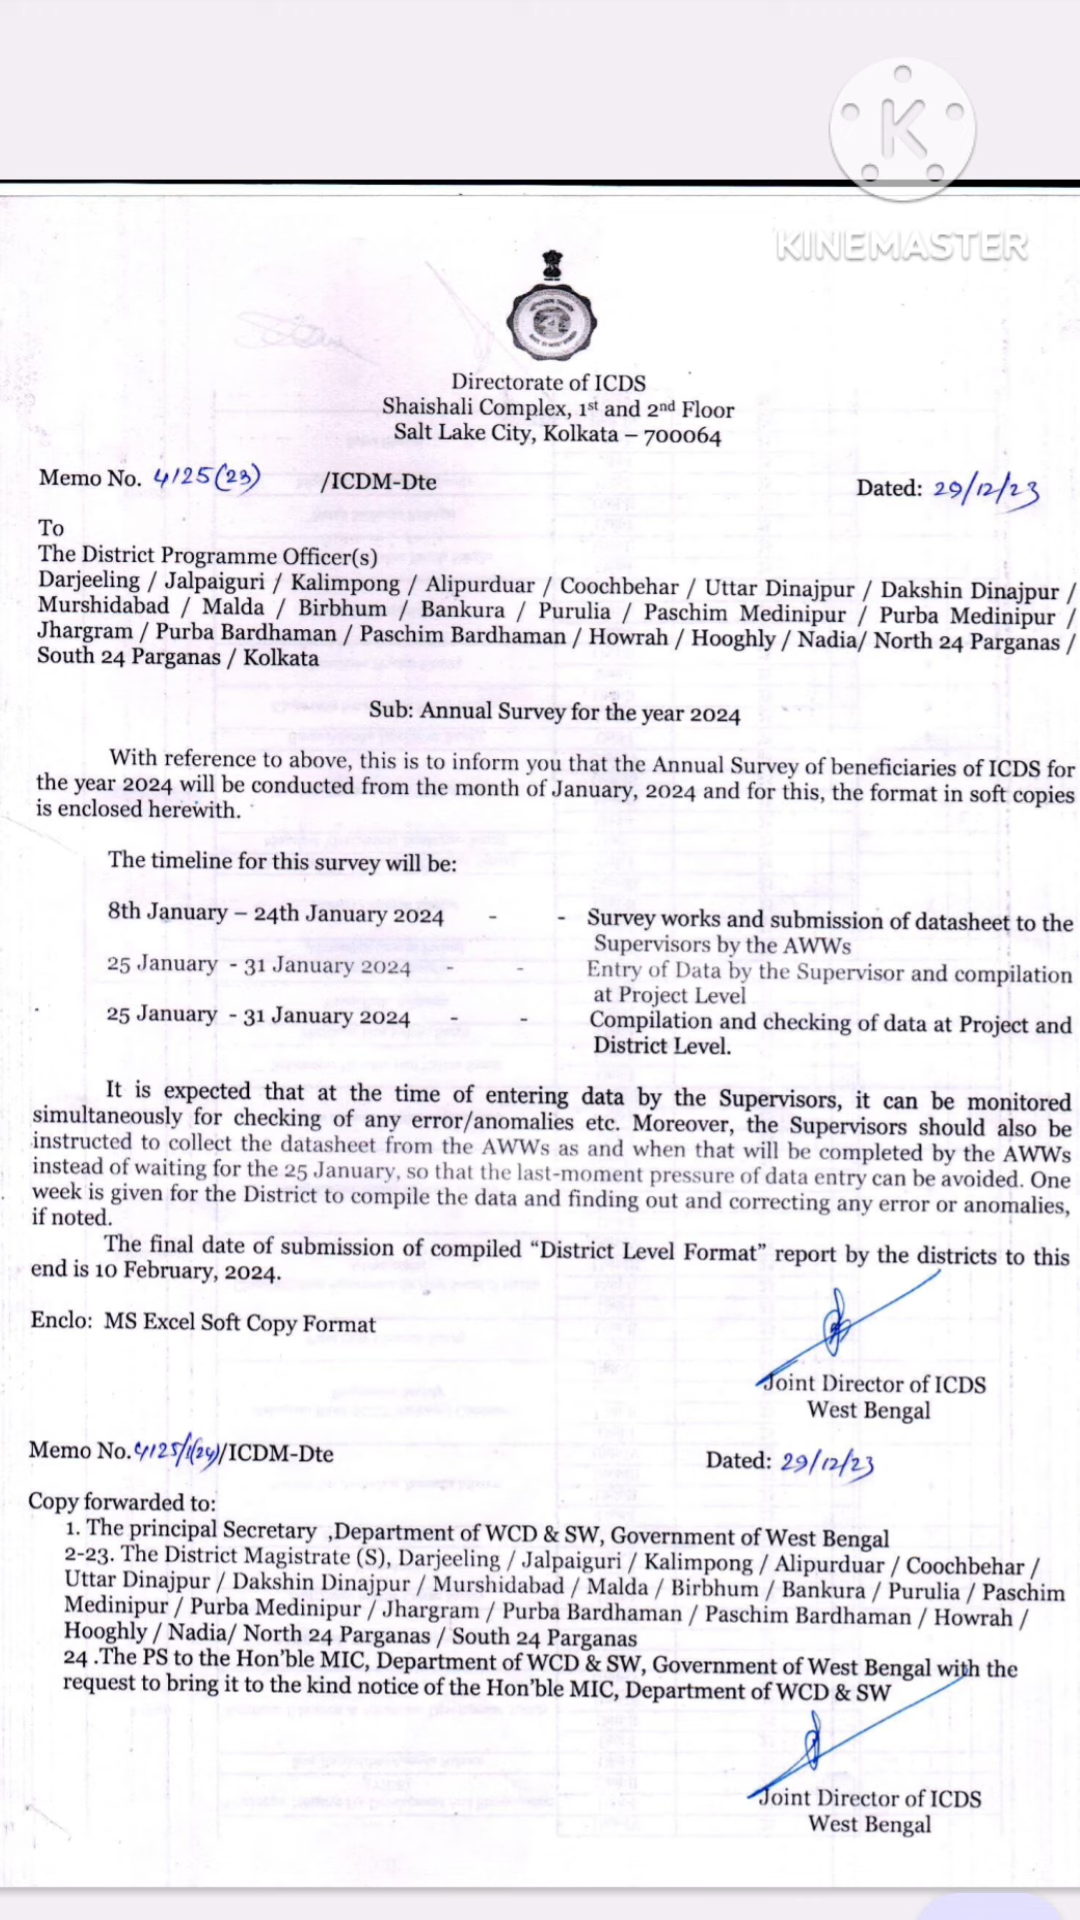 KINEMASTER
Directorate of ICDS
Shaishali Complex, 1st and 2nd Floor
Salt Lake City, Kolkata – 700064
Memo No. 4125(23) /ICDM-Dte Dated: 29/12/23
To
The District Programme Officer(s)
Darjeeling / Jalpaiguri / Kalimpong / Alipurduar / Coochbehar / Uttar Dinajpur / Dakshin Dinajpur /
Murshidabad / Malda / Birbhum / Bankura / Purulia / Paschim Medinipur / Purba Medinipur /
Jhargram / Purba Bardhaman / Paschim Bardhaman / Howrah / Hooghly / Nadia/ North 24 Parganas /
South 24 Parganas / Kolkata
Sub: Annual Survey for the year 2024
With reference to above, this is to inform you that the Annual Survey of beneficiaries of ICDS for
the year 2024 will be conducted from the month of January, 2024 and for this, the format in soft copies
is enclosed herewith.
The timeline for this survey will be:
8th January – 24th January 2024 - - Survey works and submission of datasheet to the
Supervisors by the AWWs
25 January - 31 January 2024 - - Entry of Data by the Supervisor and compilation
at Project Level
25 January - 31 January 2024 - - Compilation and checking of data at Project and
District Level.
It is expected that at the time of entering data by the Supervisors, it can be monitored
simultaneously for checking of any error/anomalies etc. Moreover, the Supervisors should also be
instructed to collect the datasheet from the AWWs as and when that will be completed by the AWWs
instead of waiting for the 25 January, so that the last-moment pressure of data entry can be avoided. One
week is given for the District to compile the data and finding out and correcting any error or anomalies,
if noted.
The final date of submission of compiled “District Level Format” report by the districts to this
end is 10 February, 2024.
Enclo: MS Excel Soft Copy Format
Joint Director of ICDS
West Bengal
Memo No. 4125/1(24)/ICDM-Dte Dated: 29/12/23
Copy forwarded to:
1. The principal Secretary ,Department of WCD & SW, Government of West Bengal
2-23. The District Magistrate (S), Darjeeling / Jalpaiguri / Kalimpong / Alipurduar / Coochbehar /
Uttar Dinajpur / Dakshin Dinajpur / Murshidabad / Malda / Birbhum / Bankura / Purulia / Paschim
Medinipur / Purba Medinipur / Jhargram / Purba Bardhaman / Paschim Bardhaman / Howrah /
Hooghly / Nadia/ North 24 Parganas / South 24 Parganas
24 .The PS to the Hon’ble MIC, Department of WCD & SW, Government of West Bengal with the
request to bring it to the kind notice of the Hon’ble MIC, Department of WCD & SW
Joint Director of ICDS
West Bengal